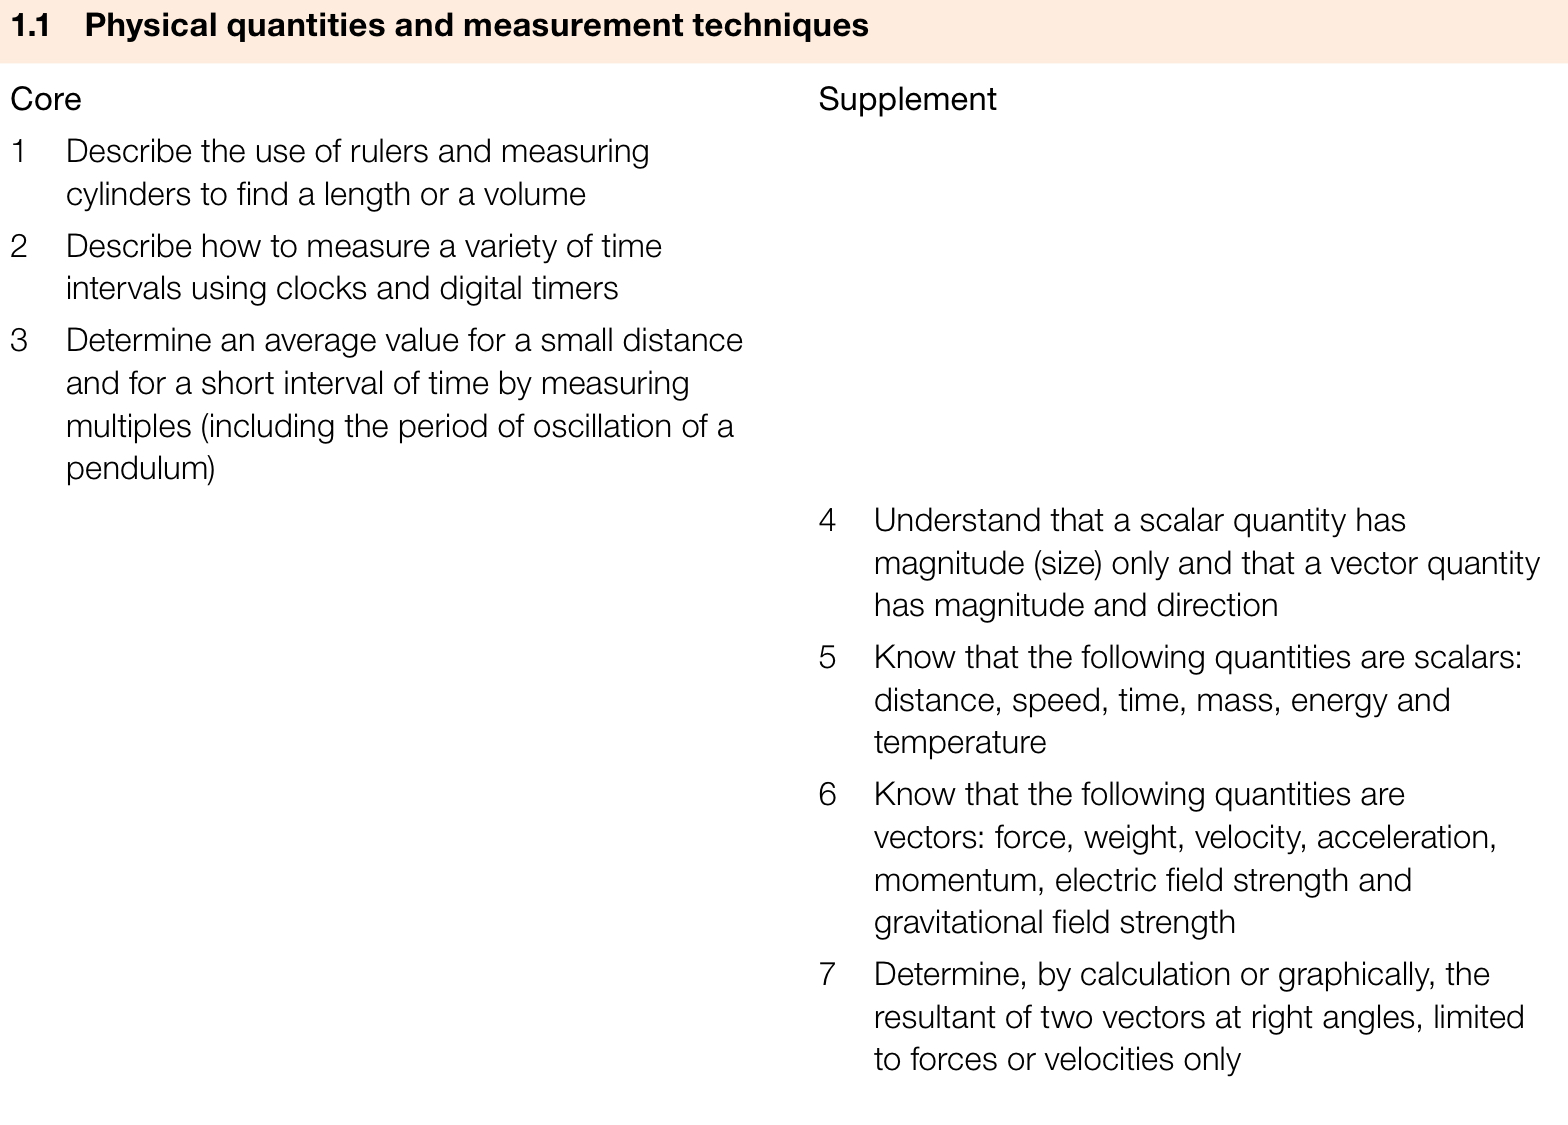 1.1 Physical quantities and measurement techniques
Core
Supplement
1 Describe the use of rulers and measuring
cylinders to find a length or a volume
2 Describe how to measure a variety of time
intervals using clocks and digital timers
3 Determine an average value for a small distance
and for a short interval of time by measuring
multiples (including the period of oscillation of a
pendulum)
4 Understand that a scalar quantity has
magnitude (size) only and that a vector quantity
has magnitude and direction
5 Know that the following quantities are scalars:
distance, speed, time, mass, energy and
temperature
6 Know that the following quantities are
vectors: force, weight, velocity, acceleration,
momentum, electric field strength and
gravitational field strength
7 Determine, by calculation or graphically, the
resultant of two vectors at right angles, limited
to forces or velocities only